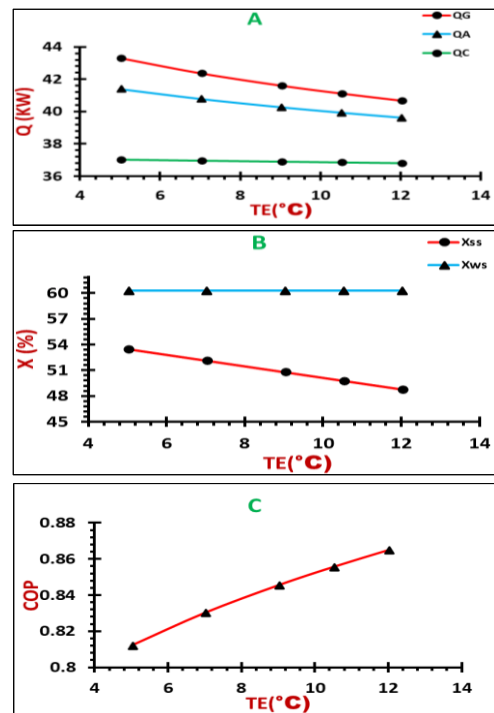 A
QG
QA
QC
44
42
40
38
36
Q (KW)
4 6 8 10 12 14
TE(°C)
B
Xss
Xws
60
57
54
51
48
45
X (%)
4 6 8 10 12 14
TE(°C)
C
0.88
0.86
0.84
0.82
0.8
COP
4 6 8 10 12 14
TE(°C)